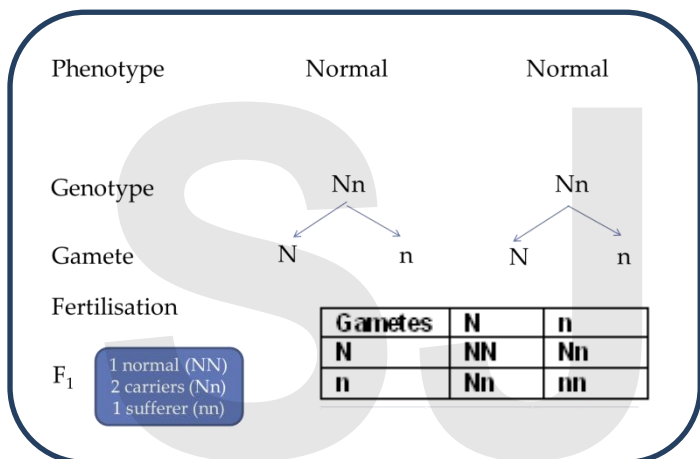 Phenotype Normal Normal
Genotype Nn Nn
Gamete N n N n
Fertilisation
Gametes N n
N NN Nn
n Nn nn
F₁
1 normal (NN)
2 carriers (Nn)
1 sufferer (nn)
SJ